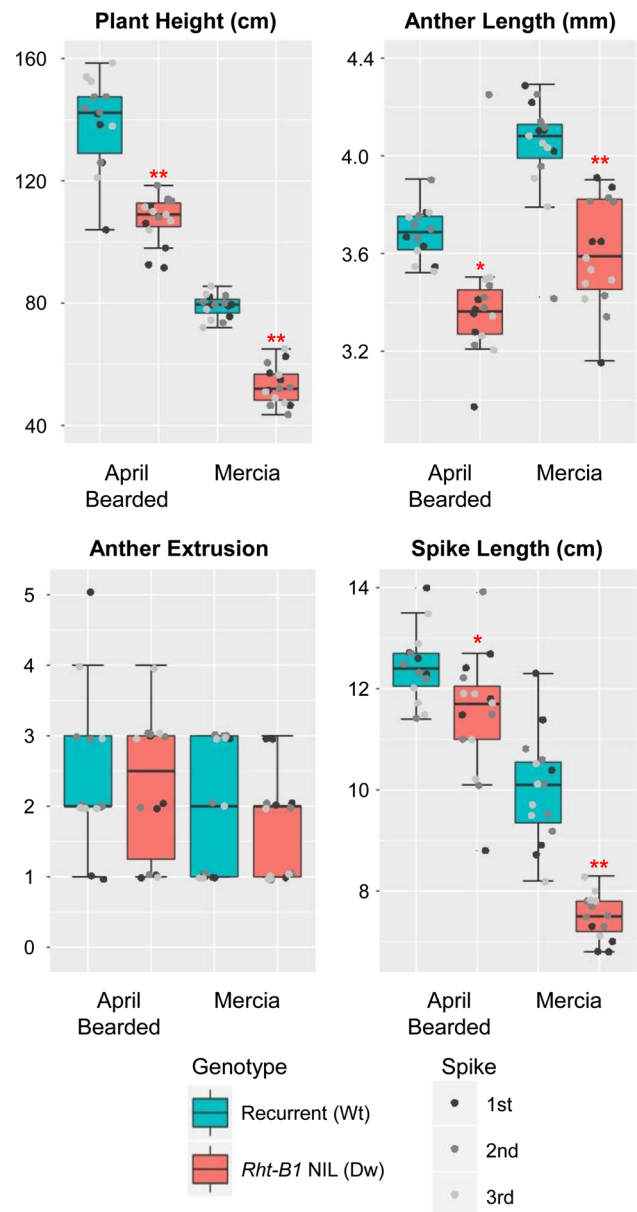 Plant Height (cm)
160
120
80
40
**
**
April
Bearded
Mercia
Anther Length (mm)
4.4
4.0
3.6
3.2
*
**
April
Bearded
Mercia
Anther Extrusion
5
4
3
2
1
0
April
Bearded
Mercia
Spike Length (cm)
14
12
10
8
*
**
April
Bearded
Mercia
Genotype
Recurrent (Wt)
Rht-B1 NIL (Dw)
Spike
1st
2nd
3rd